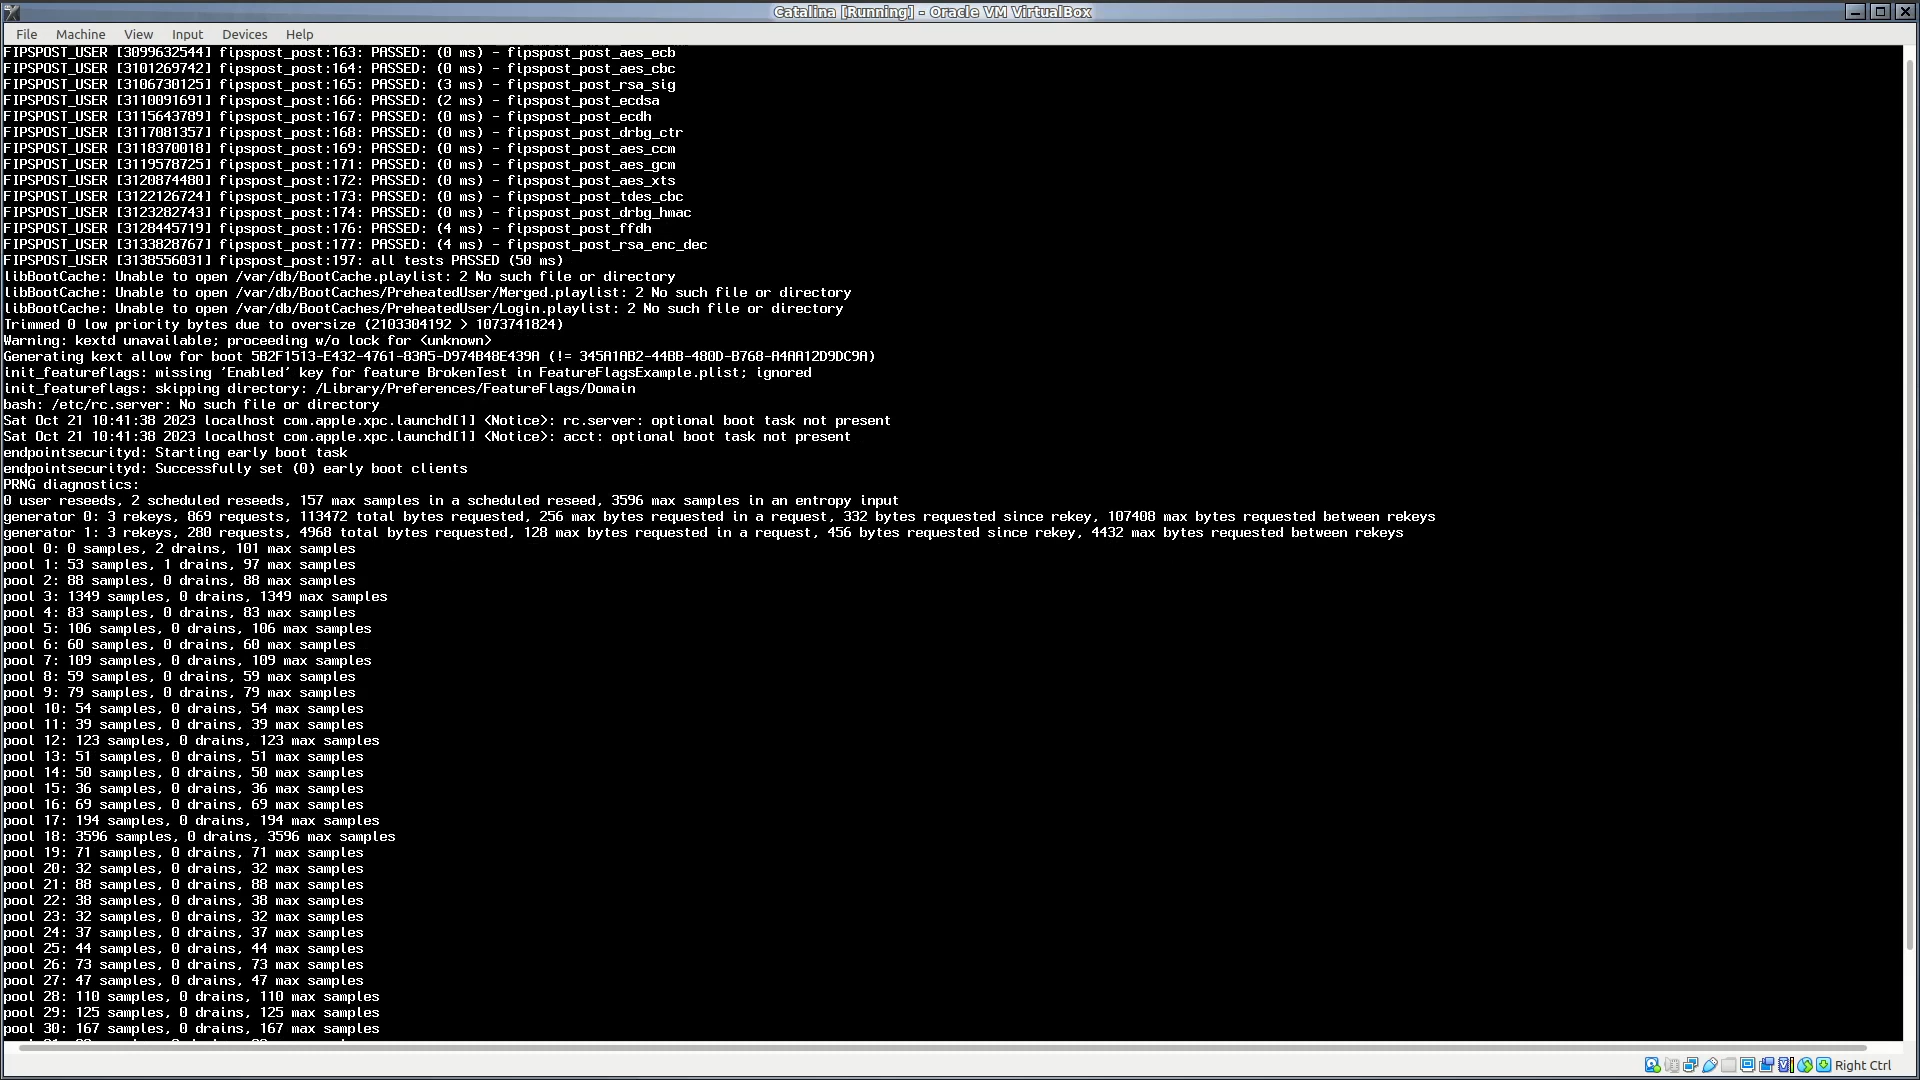 Catalina [Running] - Oracle VM VirtualBox
File Machine View Input Devices Help
FIPSPOST_USER [3099632544] fipspost_post:163: PASSED: (0 ms) - fipspost_post_aes_ecb
FIPSPOST_USER [3101269742] fipspost_post:164: PASSED: (0 ms) - fipspost_post_aes_cbc
FIPSPOST_USER [3106730125] fipspost_post:165: PASSED: (3 ms) - fipspost_post_rsa_sig
FIPSPOST_USER [3110091691] fipspost_post:166: PASSED: (2 ms) - fipspost_post_ecdsa
FIPSPOST_USER [3115643789] fipspost_post:167: PASSED: (0 ms) - fipspost_post_ecdh
FIPSPOST_USER [3117081357] fipspost_post:168: PASSED: (0 ms) - fipspost_post_drbg_ctr
FIPSPOST_USER [3118370018] fipspost_post:169: PASSED: (0 ms) - fipspost_post_aes_ccm
FIPSPOST_USER [3119578725] fipspost_post:171: PASSED: (0 ms) - fipspost_post_aes_gcm
FIPSPOST_USER [3120874480] fipspost_post:172: PASSED: (0 ms) - fipspost_post_aes_xts
FIPSPOST_USER [3122126724] fipspost_post:173: PASSED: (0 ms) - fipspost_post_tdes_cbc
FIPSPOST_USER [3123282743] fipspost_post:174: PASSED: (0 ms) - fipspost_post_drbg_hmac
FIPSPOST_USER [3128445719] fipspost_post:176: PASSED: (4 ms) - fipspost_post_ffdh
FIPSPOST_USER [3133828767] fipspost_post:177: PASSED: (4 ms) - fipspost_post_rsa_enc_dec
FIPSPOST_USER [3138556031] fipspost_post:197: all tests PASSED (50 ms)
libBootCache: Unable to open /var/db/BootCache.playlist: 2 No such file or directory
libBootCache: Unable to open /var/db/BootCaches/PreheatedUser/Merged.playlist: 2 No such file or directory
libBootCache: Unable to open /var/db/BootCaches/PreheatedUser/Login.playlist: 2 No such file or directory
Trimmed 0 low priority bytes due to oversize (2103304192 > 1073741824)
Warning: kextd unavailable; proceeding w/o lock for <unknown>
Generating kext allow for boot 5B2F1513-E432-4761-83A5-D974B48E439A (!= 345A1AB2-44BB-480D-B768-A4AA12D9DC9A)
init_featureflags: missing 'Enabled' key for feature BrokenTest in FeatureFlagsExample.plist; ignored
init_featureflags: skipping directory: /Library/Preferences/FeatureFlags/Domain
bash: /etc/rc.server: No such file or directory
Sat Oct 21 10:41:38 2023 localhost com.apple.xpc.launchd[1] <Notice>: rc.server: optional boot task not present
Sat Oct 21 10:41:38 2023 localhost com.apple.xpc.launchd[1] <Notice>: acct: optional boot task not present
endpointsecurityd: Starting early boot task
endpointsecurityd: Successfully set (0) early boot clients
PRNG diagnostics:
0 user reseeds, 2 scheduled reseeds, 157 max samples in a scheduled reseed, 3596 max samples in an entropy input
generator 0: 3 rekeys, 869 requests, 113472 total bytes requested, 256 max bytes requested in a request, 332 bytes requested since rekey, 107408 max bytes requested between rekeys
generator 1: 3 rekeys, 280 requests, 4968 total bytes requested, 128 max bytes requested in a request, 456 bytes requested since rekey, 4432 max bytes requested between rekeys
pool 0: 0 samples, 2 drains, 101 max samples
pool 1: 53 samples, 1 drains, 97 max samples
pool 2: 88 samples, 0 drains, 88 max samples
pool 3: 1349 samples, 0 drains, 1349 max samples
pool 4: 83 samples, 0 drains, 83 max samples
pool 5: 106 samples, 0 drains, 106 max samples
pool 6: 60 samples, 0 drains, 60 max samples
pool 7: 109 samples, 0 drains, 109 max samples
pool 8: 59 samples, 0 drains, 59 max samples
pool 9: 79 samples, 0 drains, 79 max samples
pool 10: 54 samples, 0 drains, 54 max samples
pool 11: 39 samples, 0 drains, 39 max samples
pool 12: 123 samples, 0 drains, 123 max samples
pool 13: 51 samples, 0 drains, 51 max samples
pool 14: 50 samples, 0 drains, 50 max samples
pool 15: 36 samples, 0 drains, 36 max samples
pool 16: 69 samples, 0 drains, 69 max samples
pool 17: 194 samples, 0 drains, 194 max samples
pool 18: 3596 samples, 0 drains, 3596 max samples
pool 19: 71 samples, 0 drains, 71 max samples
pool 20: 32 samples, 0 drains, 32 max samples
pool 21: 88 samples, 0 drains, 88 max samples
pool 22: 38 samples, 0 drains, 38 max samples
pool 23: 32 samples, 0 drains, 32 max samples
pool 24: 37 samples, 0 drains, 37 max samples
pool 25: 44 samples, 0 drains, 44 max samples
pool 26: 73 samples, 0 drains, 73 max samples
pool 27: 47 samples, 0 drains, 47 max samples
pool 28: 110 samples, 0 drains, 110 max samples
pool 29: 125 samples, 0 drains, 125 max samples
pool 30: 167 samples, 0 drains, 167 max samples
Right Ctrl